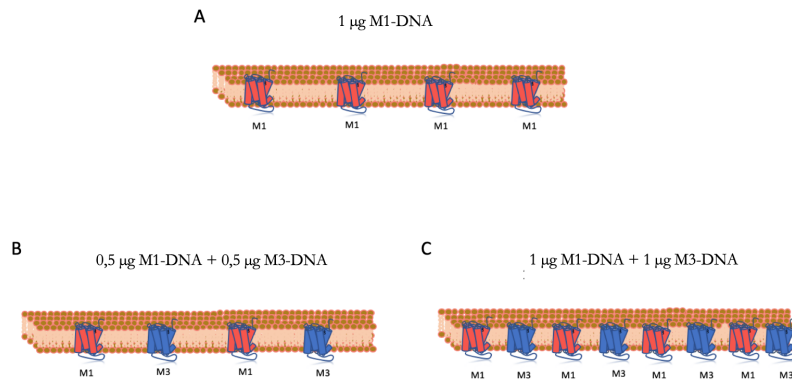 A
1 µg M1-DNA
M1 M1 M1 M1
B
0,5 µg M1-DNA + 0,5 µg M3-DNA
M1 M3 M1 M3
C
1 µg M1-DNA + 1 µg M3-DNA
:
M1 M3 M1 M3 M1 M3 M1 M3